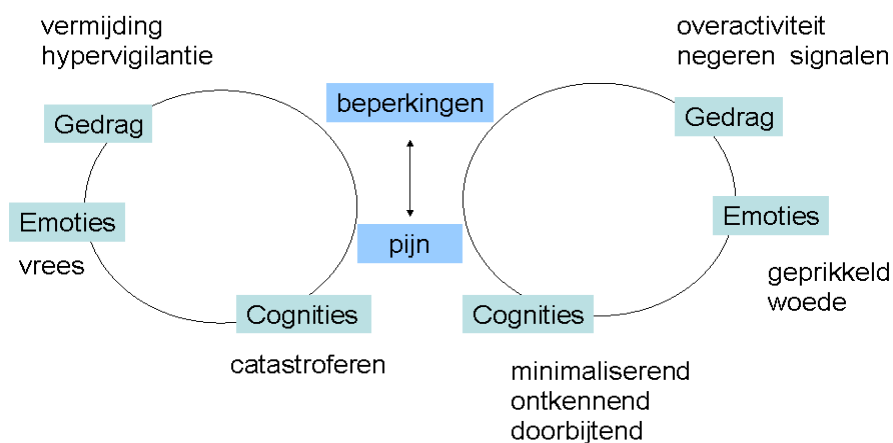 vermijding
hypervigilantie
Gedrag
Emoties
vrees
Cognities
catastroferen
beperkingen
pijn
overactiviteit
negeren signalen
Gedrag
Emoties
geprikkeld
woede
Cognities
minimaliserend
ontkennend
doorbijtend